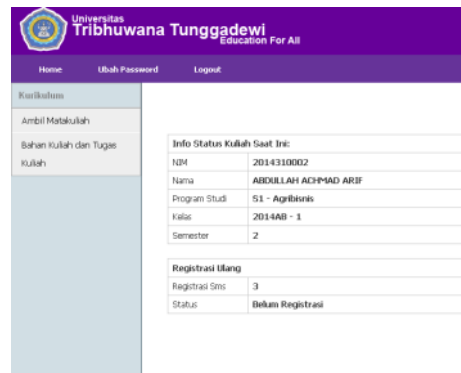 Universitas
Tribhuwana Tunggadewi
Education For All
Home Ubah Password Logout
Kurikulum
Ambil Matakuliah
Bahan Kuliah dan Tugas
Kuliah
Info Status Kuliah Saat Ini:
NIM 2014310002
Nama ABDULLAH ACHMAD ARIF
Program Studi S1 - Agribisnis
Kelas 2014AB - 1
Semester 2
Registrasi Ulang
Registrasi Sms 3
Status Belum Registrasi